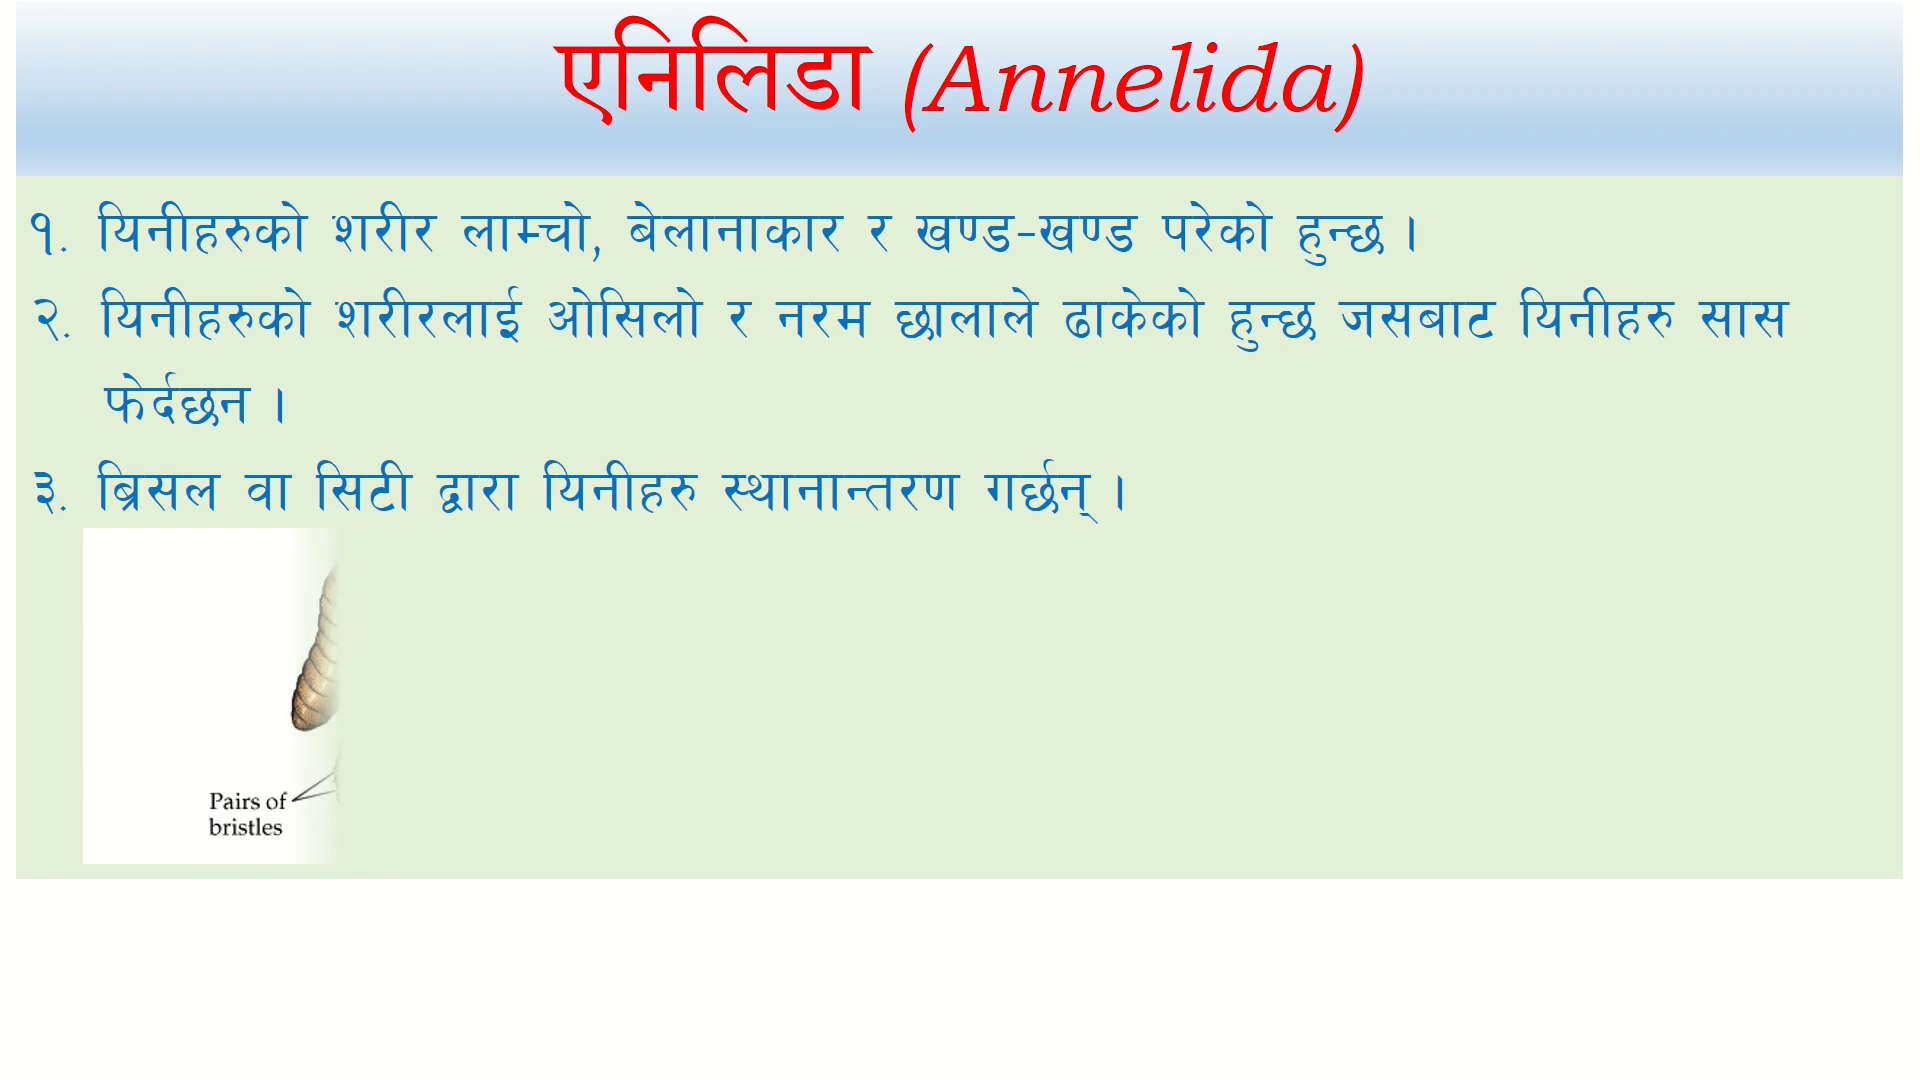 एनिलिडा (Annelida)
१. यिनीहरुको शरीर लाम्चो, बेलानाकार र खण्ड-खण्ड परेको हुन्छ ।
२. यिनीहरुको शरीरलाई ओसिलो र नरम छालाले ढाकेको हुन्छ जसबाट यिनीहरु सास
फेर्दछन ।
३. ब्रिसल वा सिटी द्वारा यिनीहरु स्थानान्तरण गर्छन् ।
Pairs of
bristles